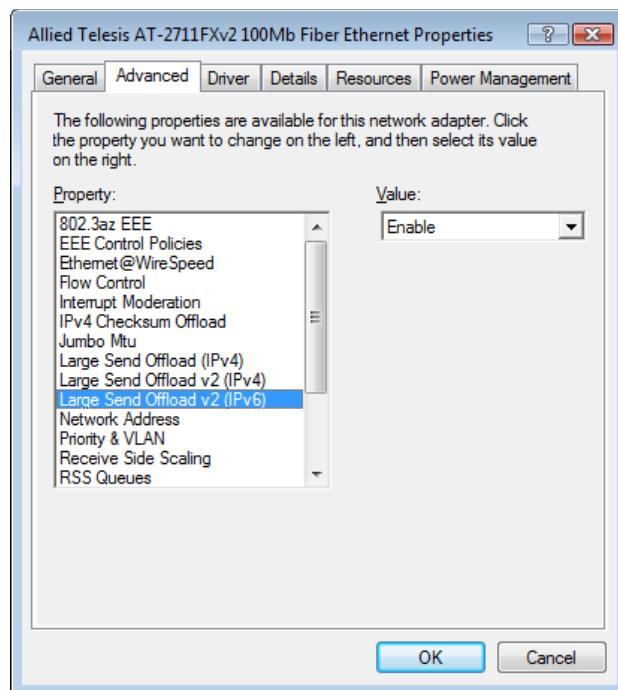 Allied Telesis AT-2711FXv2 100Mb Fiber Ethernet Properties
General Advanced Driver Details Resources Power Management
The following properties are available for this network adapter. Click
the property you want to change on the left, and then select its value
on the right.
Property:
Value:
802.3az EEE
EEE Control Policies
Ethernet@WireSpeed
Flow Control
Interrupt Moderation
IPv4 Checksum Offload
Jumbo Mtu
Large Send Offload (IPv4)
Large Send Offload v2 (IPv4)
Large Send Offload v2 (IPv6)
Network Address
Priority & VLAN
Receive Side Scaling
RSS Queues
Enable
OK
Cancel